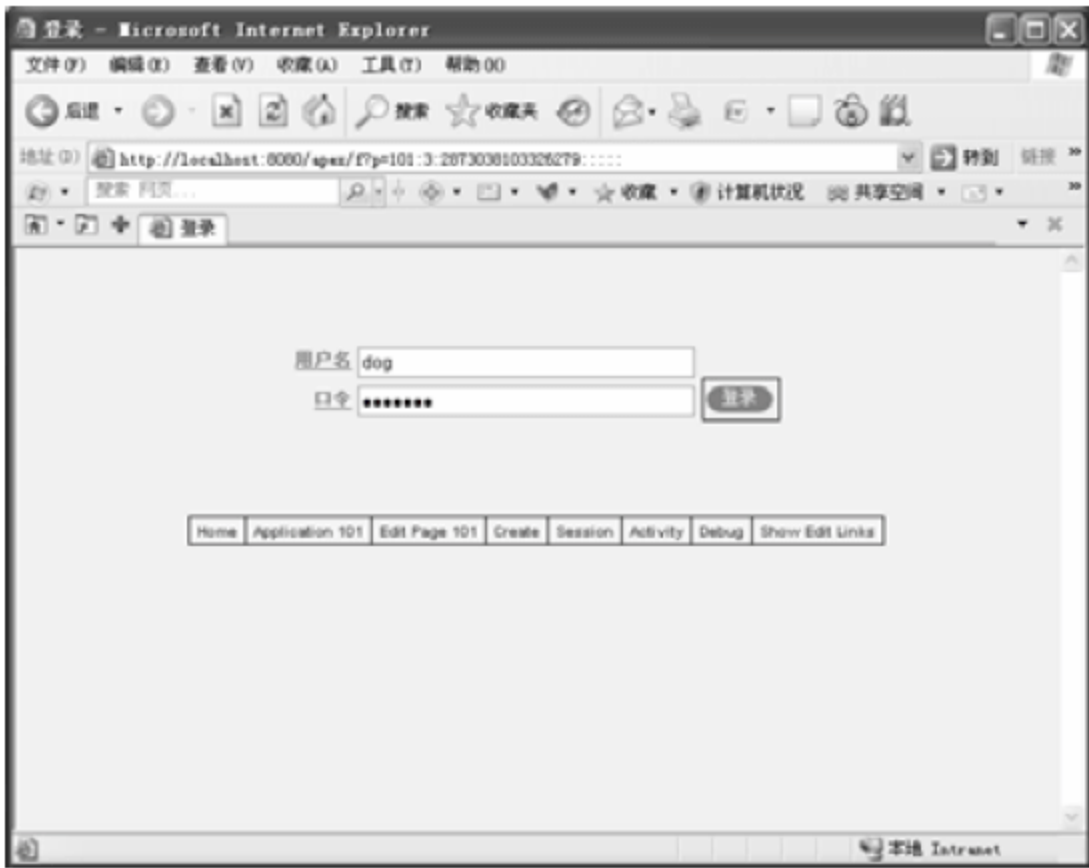 登录 - Microsoft Internet Explorer
文件(F) 编辑(E) 查看(V) 收藏(A) 工具(T) 帮助(H)
后退 搜索 收藏夹
地址(D) http://localhost:8080/apex/f?p=101:3:2873038103326279::::: 转到 链接 »
搜索 网页... 收藏 计算机状况 共享空间 »
登录
用户名 dog
口令 ••••••• 登录
Home Application 101 Edit Page 101 Create Session Activity Debug Show Edit Links
本地 Intranet